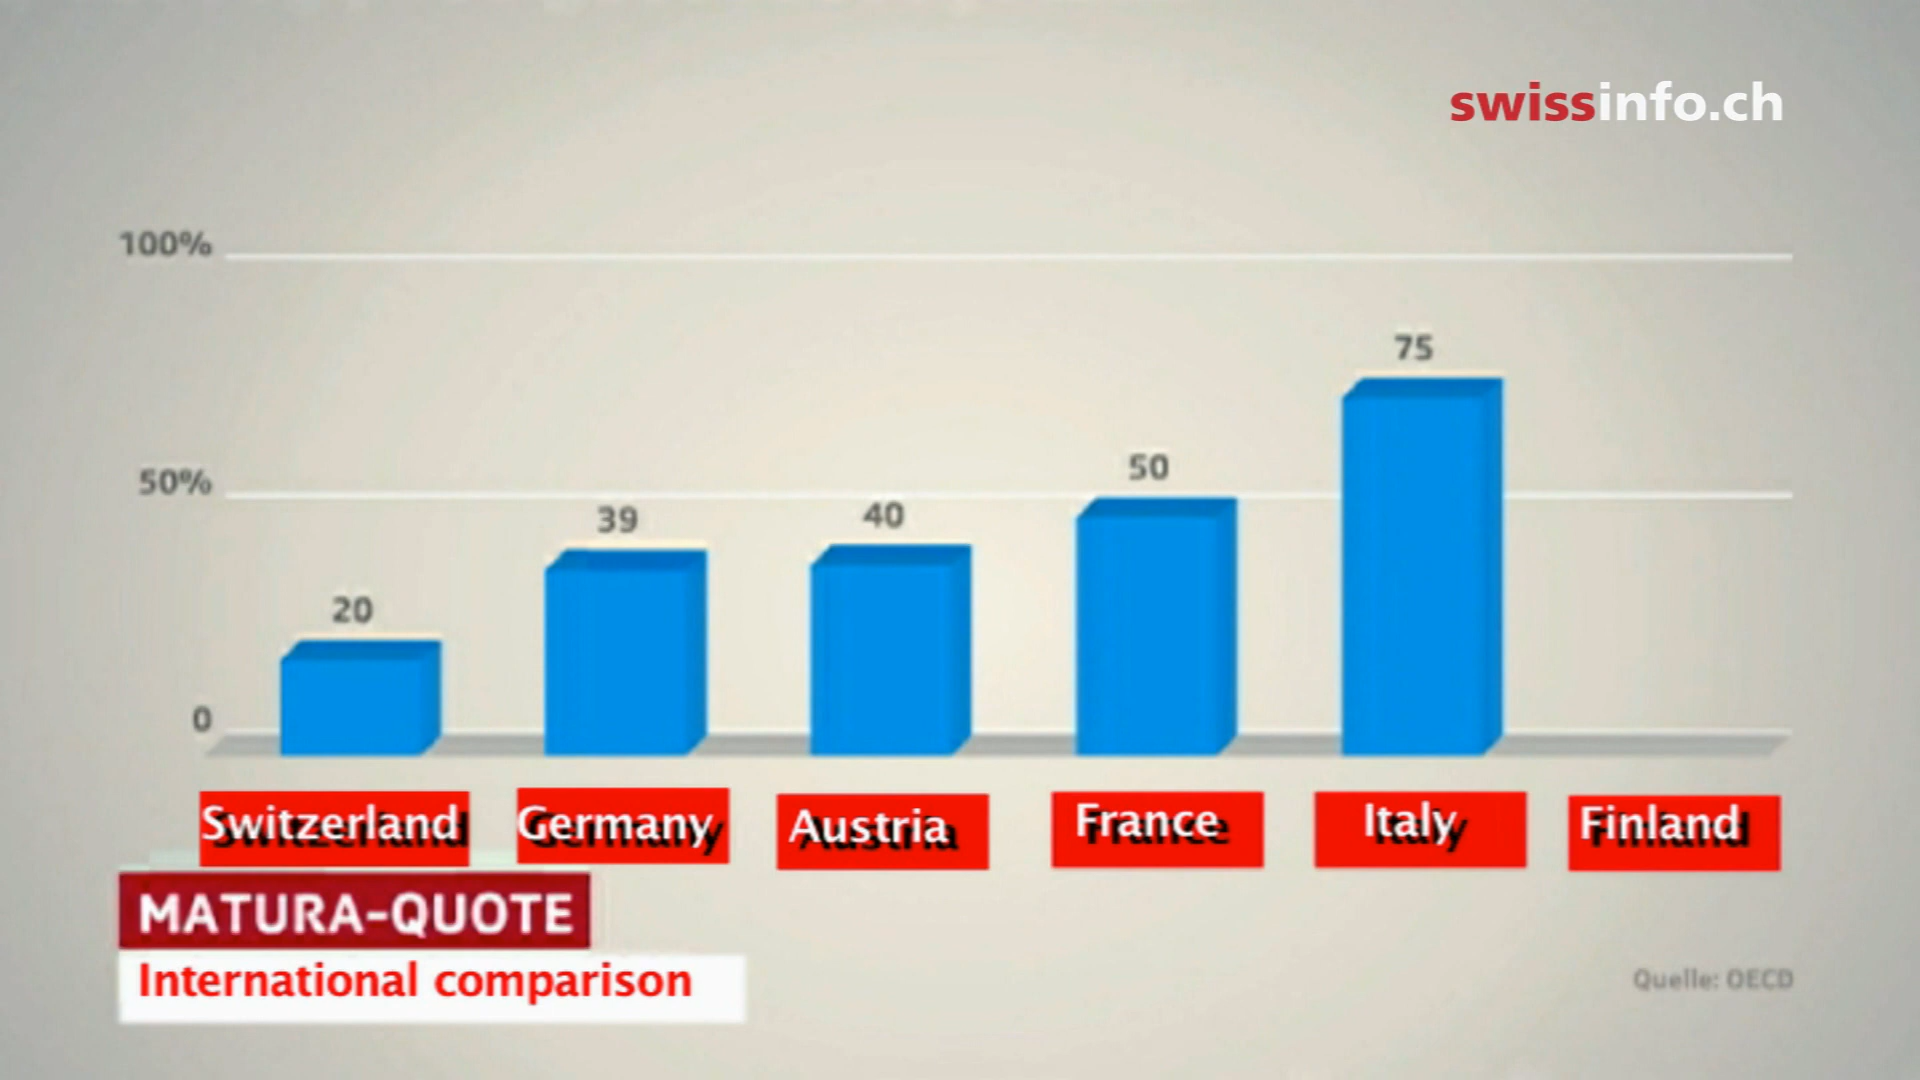 swissinfo.ch
100%
75
50%
50
39
40
20
0
Switzerland Germany Austria France Italy Finland
MATURA-QUOTE
International comparison
Quelle: OECD